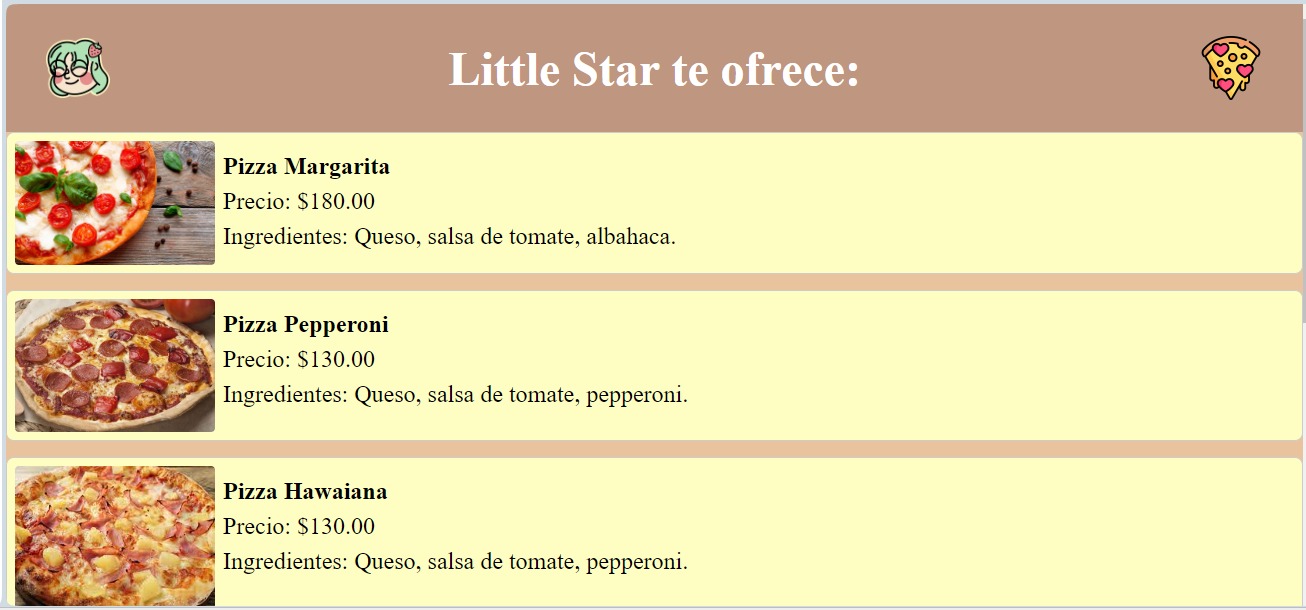 Little Star te ofrece:
Pizza Margarita
Precio: $180.00
Ingredientes: Queso, salsa de tomate, albahaca.
Pizza Pepperoni
Precio: $130.00
Ingredientes: Queso, salsa de tomate, pepperoni.
Pizza Hawaiana
Precio: $130.00
Ingredientes: Queso, salsa de tomate, pepperoni.